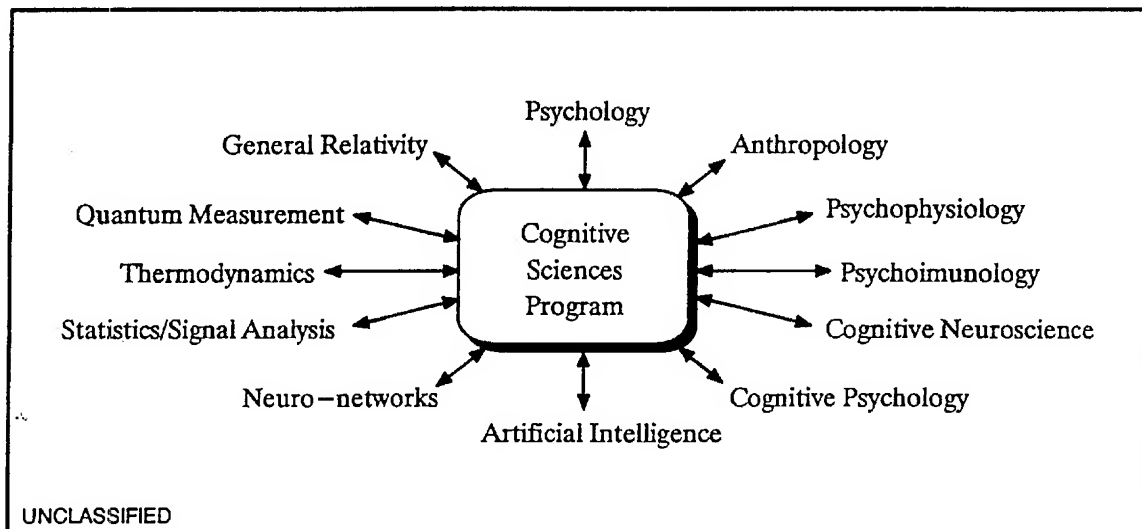 Psychology
General Relativity
Anthropology
Quantum Measurement
Psychophysiology
Cognitive
Sciences
Program
Thermodynamics
Psychoimunology
Statistics/Signal Analysis
Cognitive Neuroscience
Neuro-networks
Cognitive Psychology
Artificial Intelligence
UNCLASSIFIED